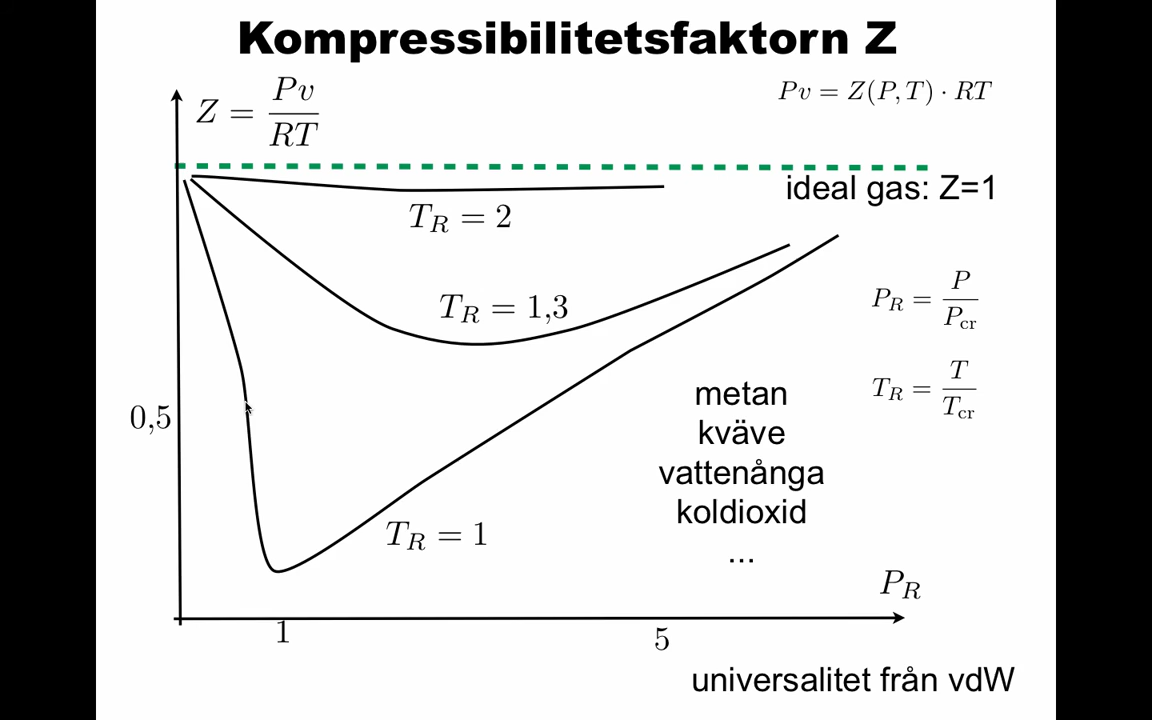 Kompressibilitetsfaktorn Z
Z = Pv/RT
Pv = Z(P, T) · RT
ideal gas: Z=1
T_R = 2
T_R = 1,3
P_R = P/P_cr
T_R = T/T_cr
0,5
metan
kväve
vattenånga
koldioxid
...
T_R = 1
P_R
1
5
universalitet från vdW